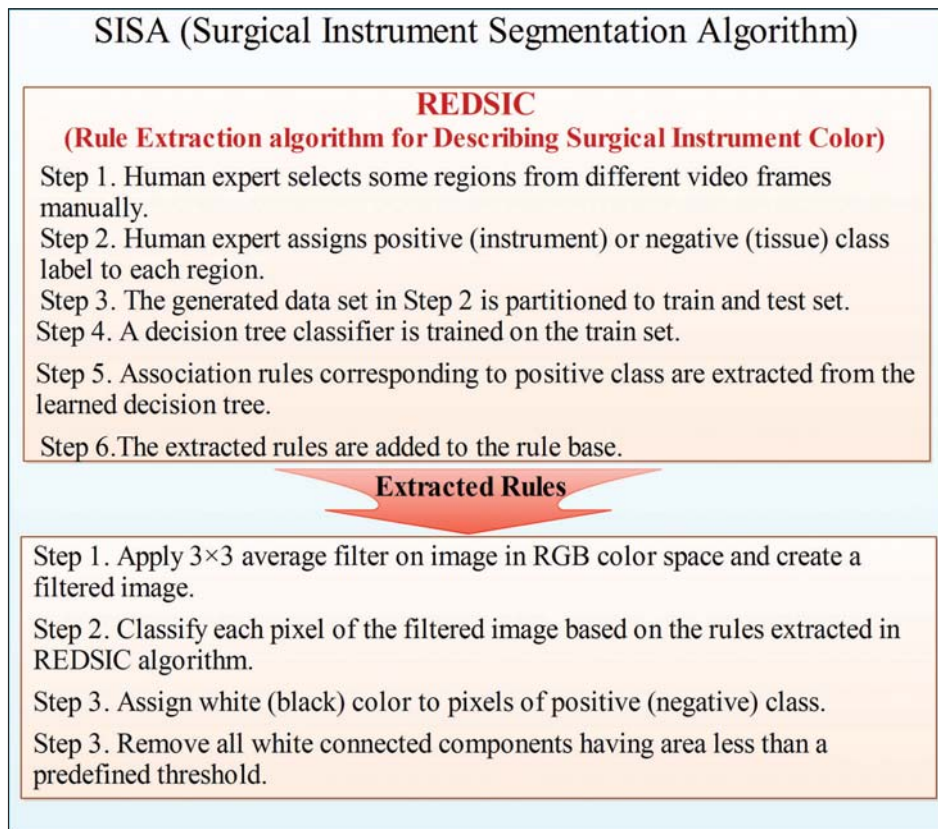 SISA (Surgical Instrument Segmentation Algorithm)
REDSIC
(Rule Extraction algorithm for Describing Surgical Instrument Color)
Step 1. Human expert selects some regions from different video frames
manually.
Step 2. Human expert assigns positive (instrument) or negative (tissue) class
label to each region.
Step 3. The generated data set in Step 2 is partitioned to train and test set.
Step 4. A decision tree classifier is trained on the train set.
Step 5. Association rules corresponding to positive class are extracted from the
learned decision tree.
Step 6.The extracted rules are added to the rule base.
Extracted Rules
Step 1. Apply 3×3 average filter on image in RGB color space and create a
filtered image.
Step 2. Classify each pixel of the filtered image based on the rules extracted in
REDSIC algorithm.
Step 3. Assign white (black) color to pixels of positive (negative) class.
Step 3. Remove all white connected components having area less than a
predefined threshold.